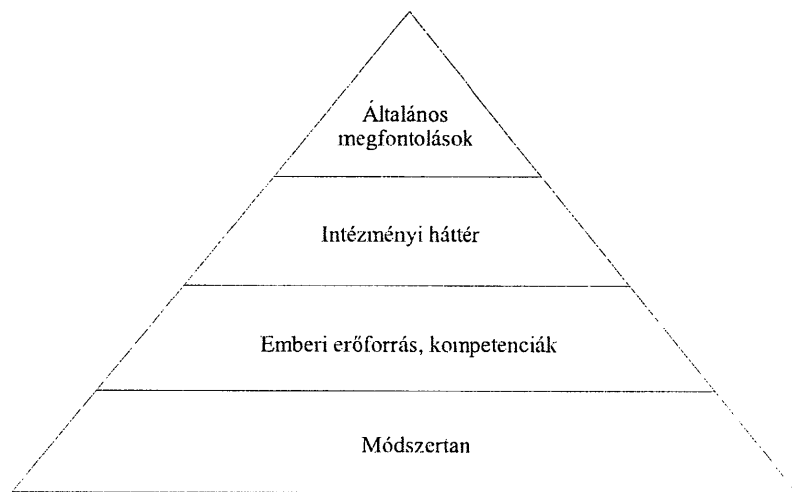 Általános
megfontolások
Intézményi háttér
Emberi erőforrás, kompetenciák
Módszertan